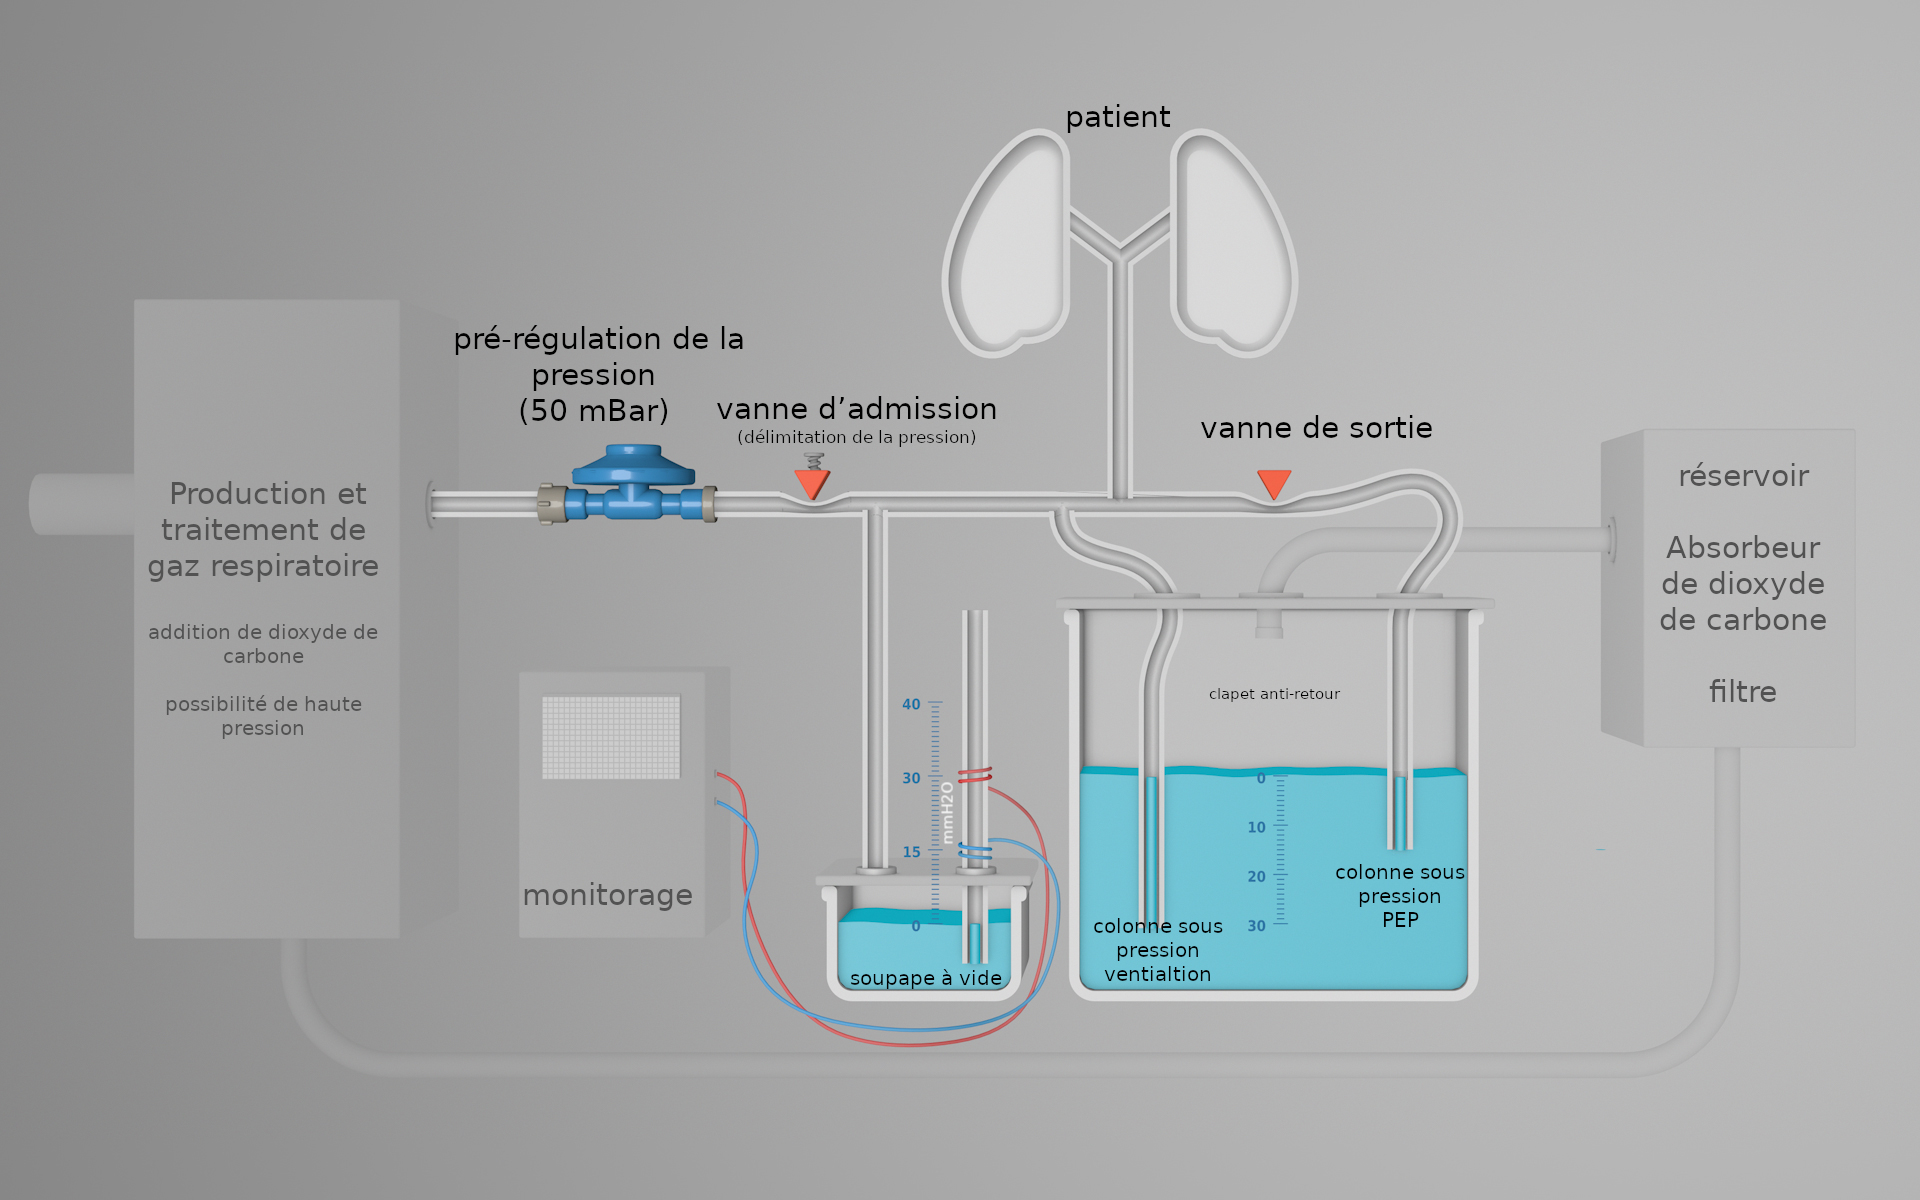 patient
pré-régulation de la
pression
(50 mBar)
vanne d’admission
(délimitation de la pression)
vanne de sortie
Production et
traitement de
gaz respiratoire
addition de dioxyde de
carbone
possibilité de haute
pression
réservoir
Absorbeur
de dioxyde
de carbone
filtre
monitorage
40
30
15
0
mmH2O
soupape à vide
clapet anti-retour
0
10
20
30
colonne sous
pression
PEP
colonne sous
pression
ventialtion